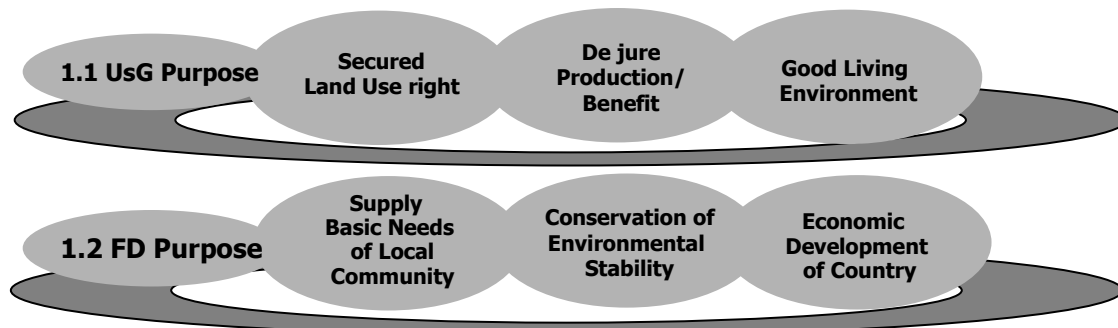 1.1 UsG Purpose
Secured
Land Use right
De jure
Production/
Benefit
Good Living
Environment
1.2 FD Purpose
Supply
Basic Needs
of Local
Community
Conservation of
Environmental
Stability
Economic
Development
of Country